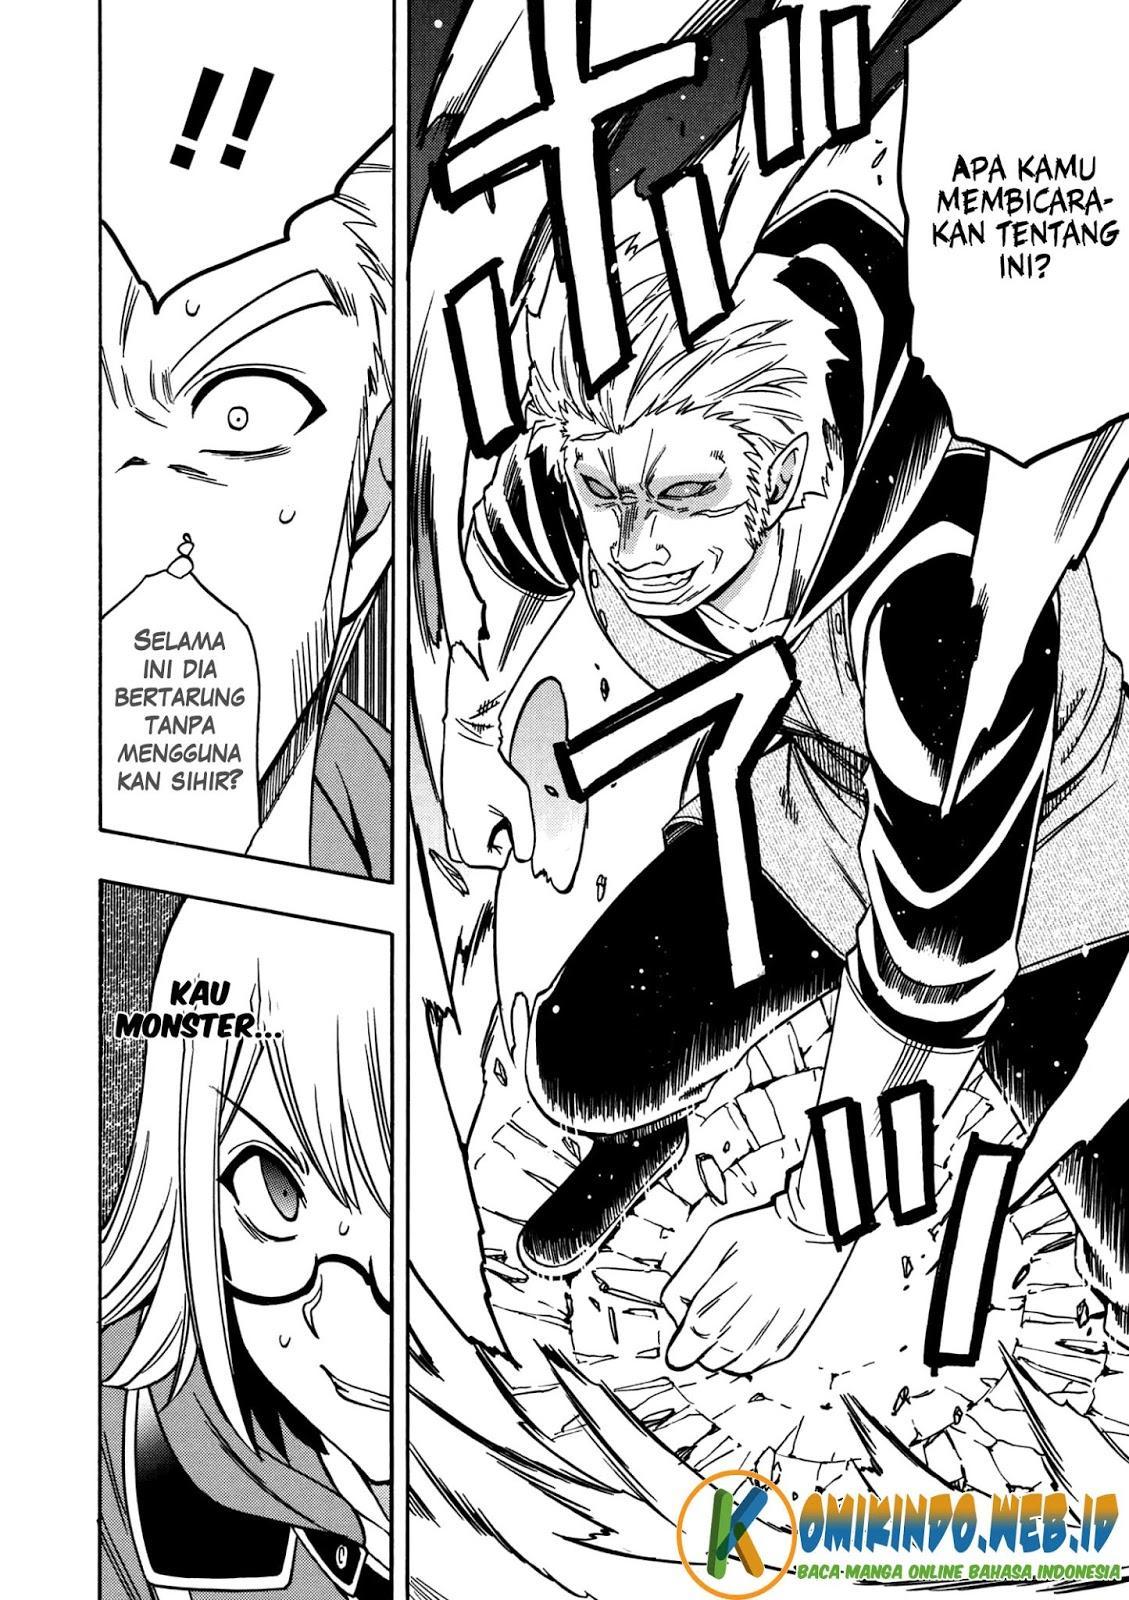 APA KAMU
MEMBICARA-
KAN TENTANG
INI?
!!
SELAMA
INI DIA
BERTARUNG
TANPA
MENGGUNA
KAN SIHIR?
KAU
MONSTER...
KOMIKINDO.WEB.ID
BACA MANGA ONLINE BAHASA INDONESIA